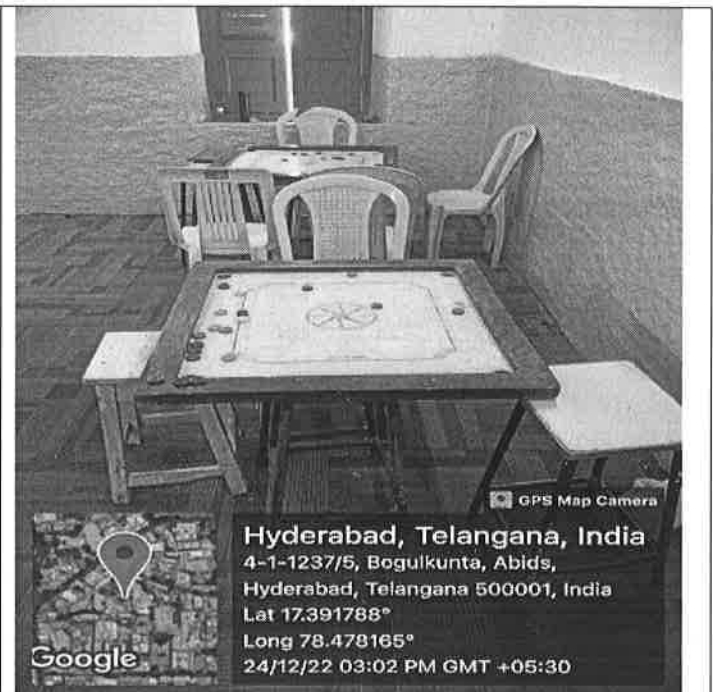 GPS Map Camera
Hyderabad, Telangana, India
4-1-1237/5, Bogulkunta, Abids,
Hyderabad, Telangana 500001, India
Lat 17.391788°
Long 78.478165°
24/12/22 03:02 PM GMT +05:30
Google